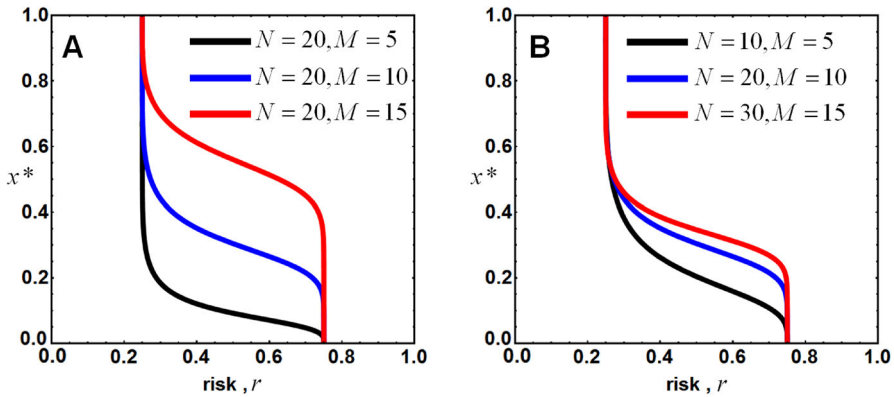 A
N = 20, M = 5
N = 20, M = 10
N = 20, M = 15
x*
1.0
0.8
0.6
0.4
0.2
0.0
0.0 0.2 0.4 0.6 0.8 1.0
risk , r
B
N = 10, M = 5
N = 20, M = 10
N = 30, M = 15
x*
1.0
0.8
0.6
0.4
0.2
0.0
0.0 0.2 0.4 0.6 0.8 1.0
risk , r